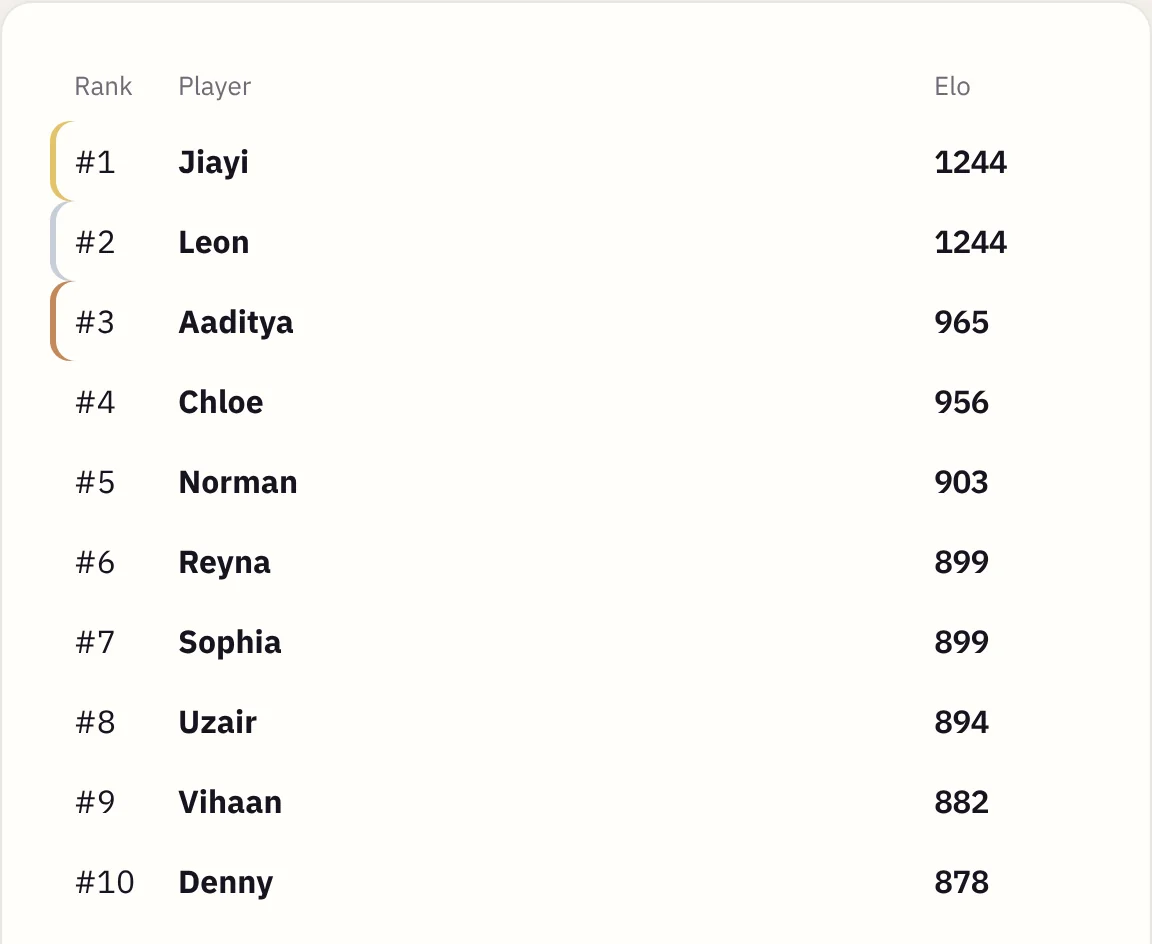 Rank Player Elo
#1 Jiayi 1244
#2 Leon 1244
#3 Aaditya 965
#4 Chloe 956
#5 Norman 903
#6 Reyna 899
#7 Sophia 899
#8 Uzair 894
#9 Vihaan 882
#10 Denny 878